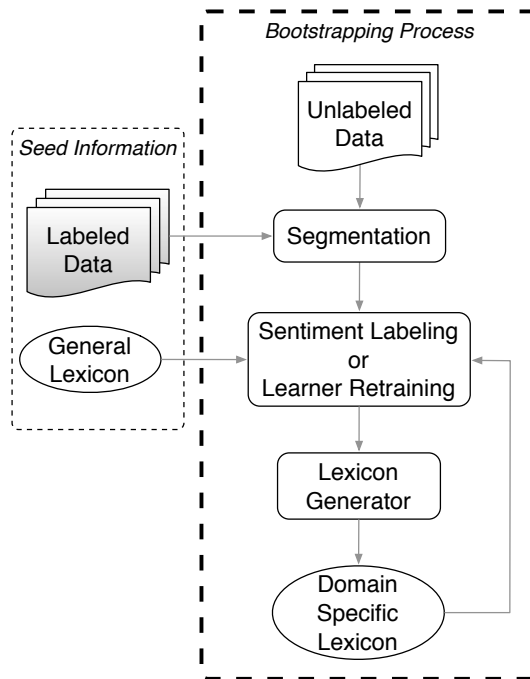 Bootstrapping Process
Unlabeled
Data
Seed Information
Labeled
Data
Segmentation
General
Lexicon
Sentiment Labeling
or
Learner Retraining
Lexicon
Generator
Domain
Specific
Lexicon